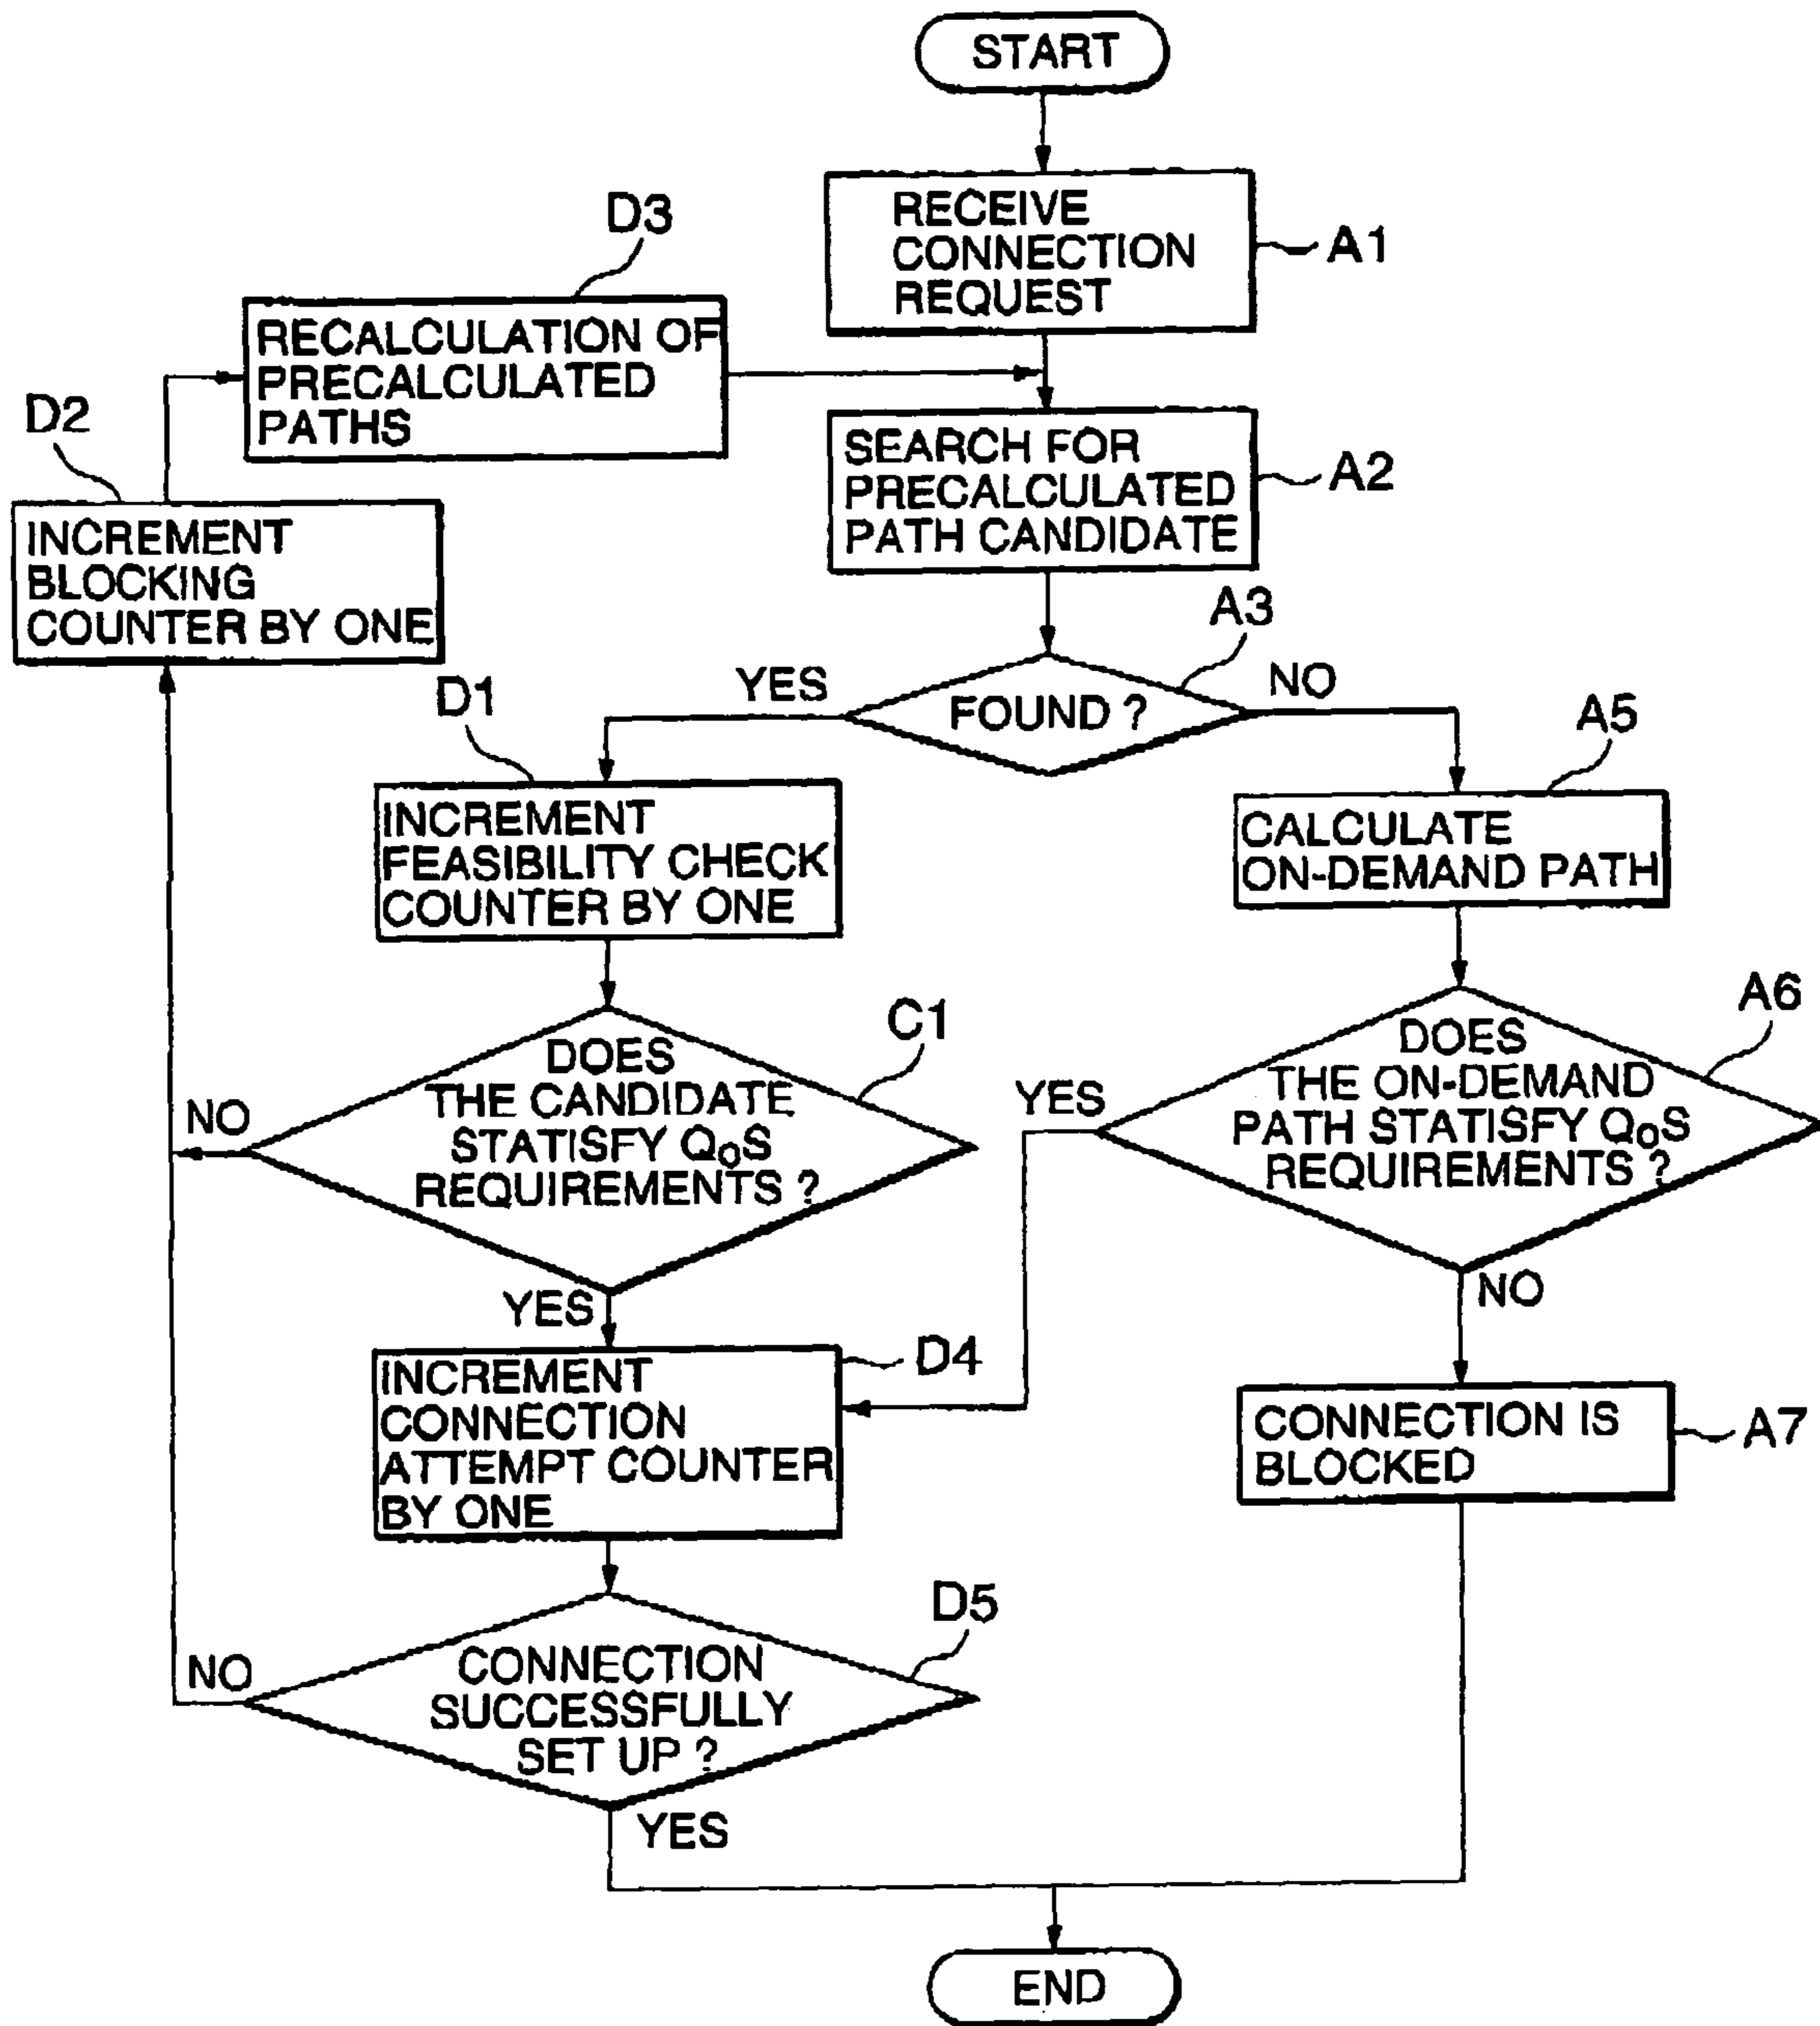 START
RECEIVE
CONNECTION
REQUEST
A1
D3
RECALCULATION OF
PRECALCULATED
PATHS
D2
INCREMENT
BLOCKING
COUNTER BY ONE
SEARCH FOR
PRECALCULATED
PATH CANDIDATE
A2
A3
YES
FOUND ?
NO
D1
INCREMENT
FEASIBILITY CHECK
COUNTER BY ONE
A5
CALCULATE
ON-DEMAND PATH
C1
DOES
THE CANDIDATE
STATISFY QoS
REQUIREMENTS ?
NO
YES
A6
DOES
THE ON-DEMAND
PATH STATISFY QoS
REQUIREMENTS ?
YES
NO
INCREMENT
CONNECTION
ATTEMPT COUNTER
BY ONE
D4
CONNECTION IS
BLOCKED
A7
D5
CONNECTION
SUCCESSFULLY
SET UP ?
NO
YES
END